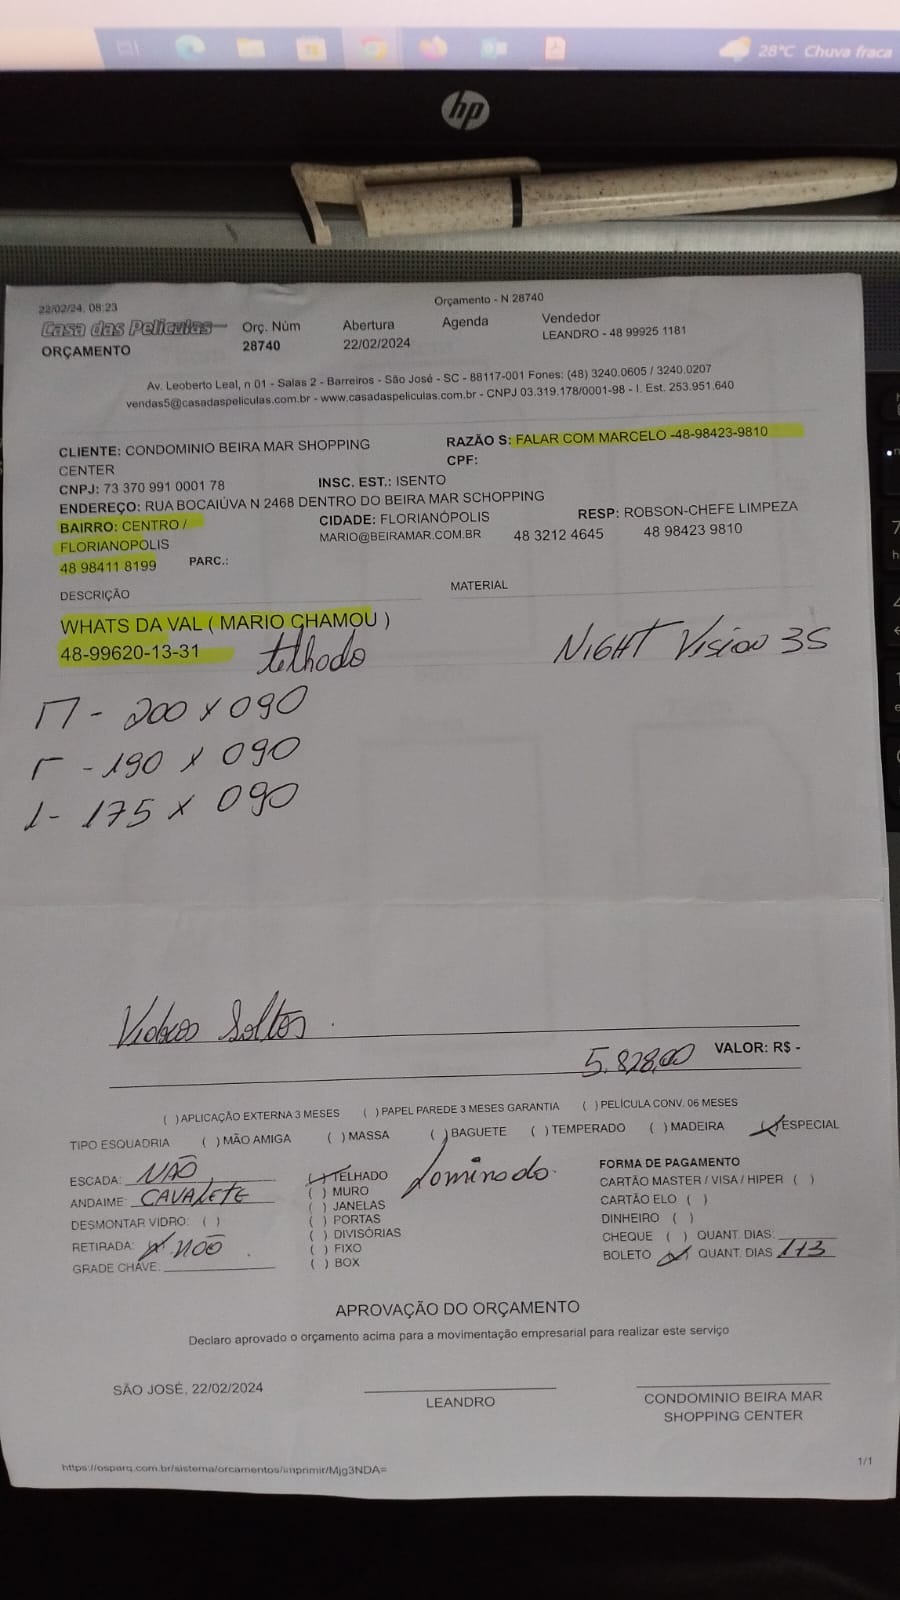 28°C Chuva fraca
hp
22/02/24, 08:23
Orçamento - N 28740
Casa das Películas
ORÇAMENTO
Orç. Núm
28740
Abertura
22/02/2024
Agenda
Vendedor
LEANDRO - 48 99925 1181
Av. Leoberto Leal, n 01 - Salas 2 - Barreiros - São José - SC - 88117-001 Fones: (48) 3240.0605 / 3240.0207
vendas5@casadaspeliculas.com.br - www.casadaspeliculas.com.br - CNPJ 03.319.178/0001-98 - I. Est. 253.951.640
CLIENTE: CONDOMINIO BEIRA MAR SHOPPING
CENTER
RAZÃO S: FALAR COM MARCELO -48-98423-9810
CPF:
CNPJ: 73 370 991 0001 78
INSC. EST.: ISENTO
ENDEREÇO: RUA BOCAIÚVA N 2468 DENTRO DO BEIRA MAR SCHOPPING
BAIRRO: CENTRO /
FLORIANOPOLIS
48 98411 8199
PARC.:
CIDADE: FLORIANÓPOLIS
MARIO@BEIRAMAR.COM.BR
48 3212 4645
RESP: ROBSON-CHEFE LIMPEZA
48 98423 9810
DESCRIÇÃO
MATERIAL
WHATS DA VAL ( MARIO CHAMOU )
48-99620-13-31
telhado
NIGHT Vision 35
200 x 090
190 x 090
175 x 090
Vidros Soltos
5.828,00
VALOR: R$ -
( )APLICAÇÃO EXTERNA 3 MESES ( )PAPEL PAREDE 3 MESES GARANTIA ( )PELÍCULA CONV. 06 MESES
TIPO ESQUADRIA ( )MÃO AMIGA ( )MASSA ( )BAGUETE ( )TEMPERADO ( )MADEIRA (x)ESPECIAL
Laminado
ESCADA: NÃO
ANDAIME: CAVALETE
DESMONTAR VIDRO: ( )
RETIRADA: x NÃO
GRADE CHAVE:
( ) TELHADO
( ) MURO
( ) JANELAS
( ) PORTAS
( ) DIVISÓRIAS
( ) FIXO
( ) BOX
FORMA DE PAGAMENTO
CARTÃO MASTER / VISA / HIPER ( )
CARTÃO ELO ( )
DINHEIRO ( )
CHEQUE ( ) QUANT. DIAS:
BOLETO (x) QUANT. DIAS
APROVAÇÃO DO ORÇAMENTO
Declaro aprovado o orçamento acima para a movimentação empresarial para realizar este serviço
SÃO JOSÉ, 22/02/2024
LEANDRO
CONDOMINIO BEIRA MAR
SHOPPING CENTER
https://osparq.com.br/sistema/orcamentos/imprimir/Mjg3NDA=
1/1